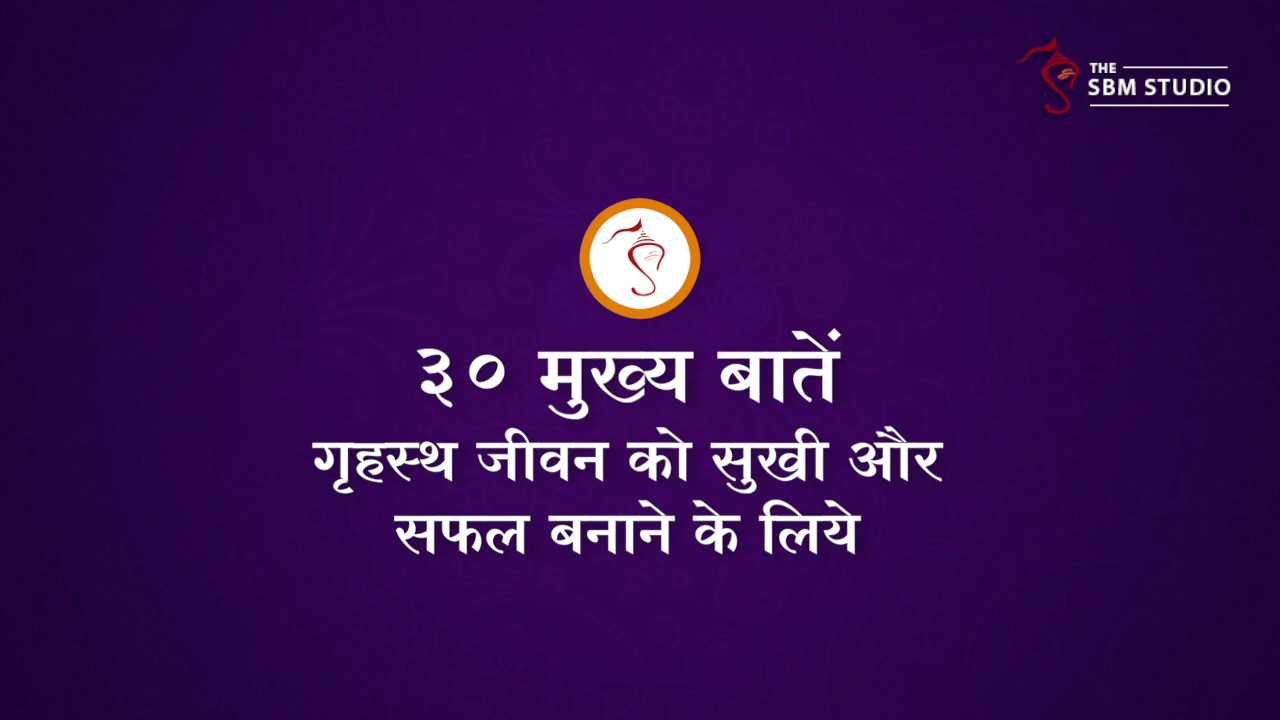 THE
SBM STUDIO
३० मुख्य बातें
गृहस्थ जीवन को सुखी और
सफल बनाने के लिये